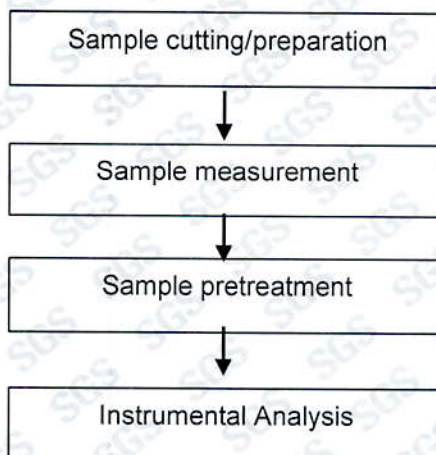 Sample cutting/preparation
Sample measurement
Sample pretreatment
Instrumental Analysis